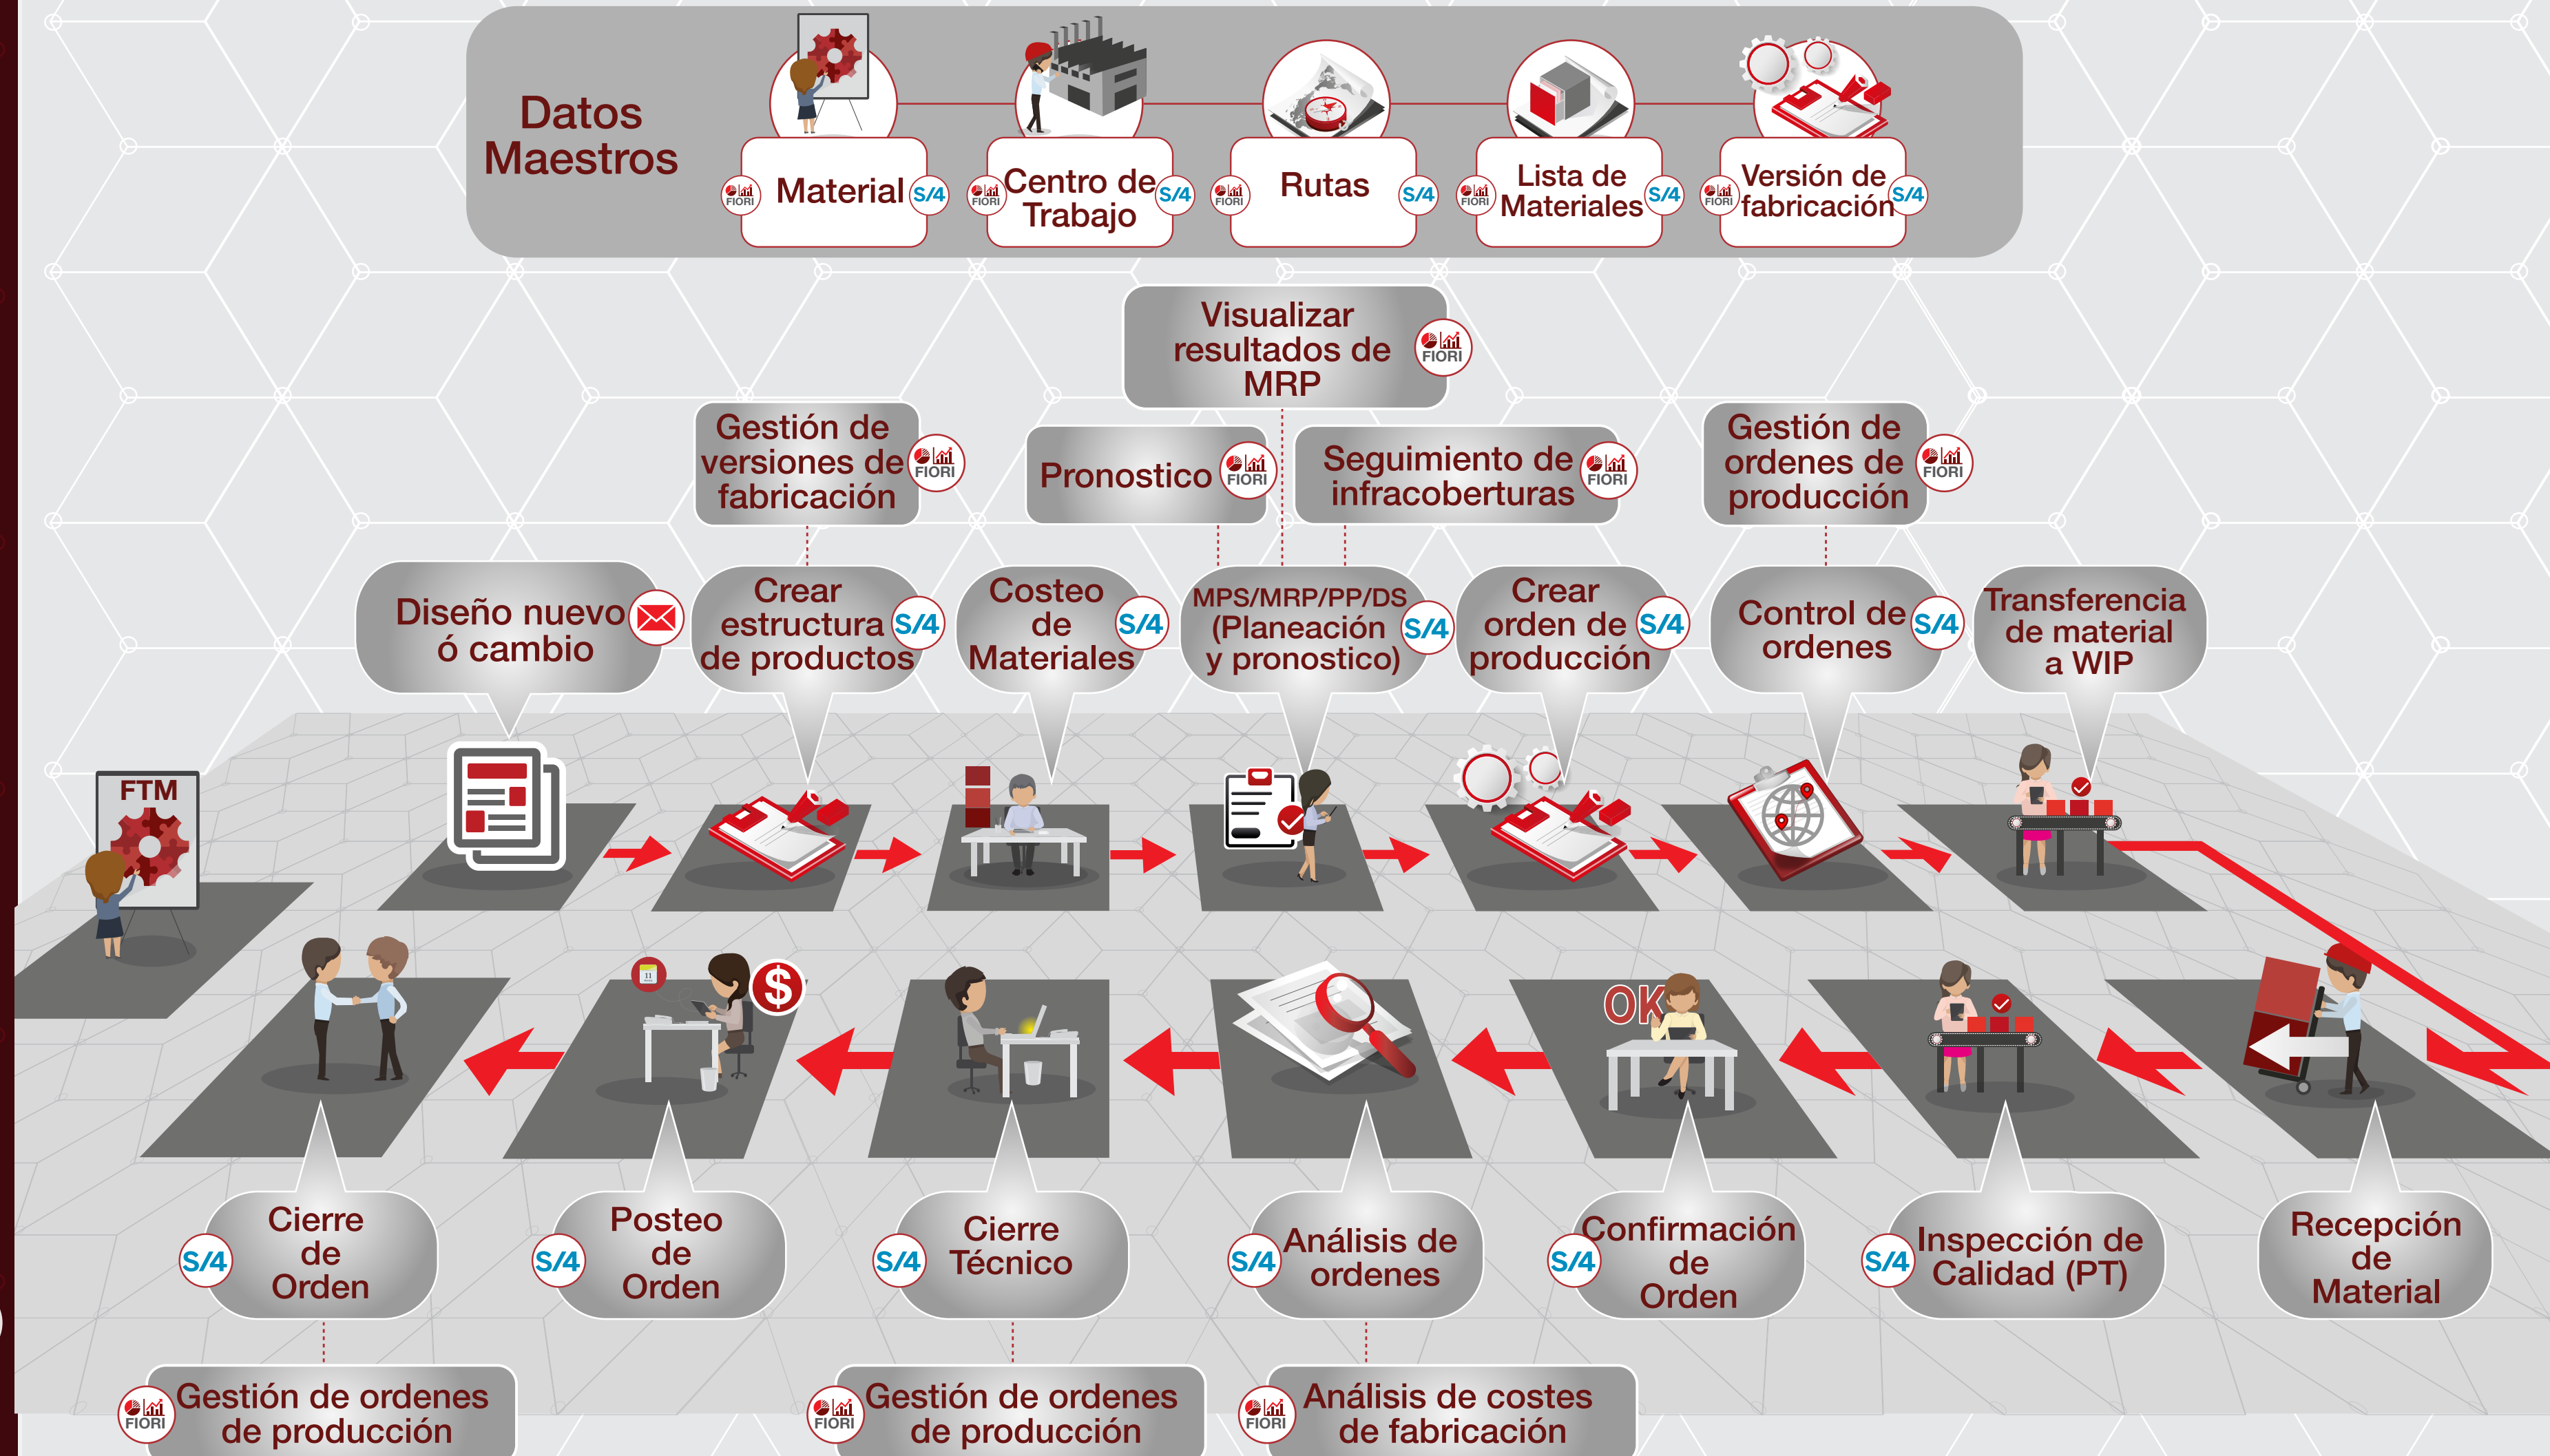 Datos
Maestros
FIORI
Material
S/4
FIORI
Centro de
Trabajo
S/4
FIORI
Rutas
S/4
FIORI
Lista de
Materiales
S/4
FIORI
Versión de
fabricación
S/4
Visualizar
resultados de
MRP
FIORI
Gestión de
versiones de
fabricación
FIORI
Pronostico
FIORI
Seguimiento de
infracoberturas
FIORI
Gestión de
ordenes de
producción
FIORI
Diseño nuevo
ó cambio
Crear
estructura
de productos
S/4
Costeo
de
Materiales
S/4
MPS/MRP/PP/DS
(Planeación
y pronostico)
S/4
Crear
orden de
producción
S/4
Control de
ordenes
S/4
Transferencia
de material
a WIP
FTM
11
$
OK
S/4
Cierre
de
Orden
S/4
Posteo
de
Orden
S/4
Cierre
Técnico
S/4
Análisis de
ordenes
S/4
Confirmación
de
Orden
S/4
Inspección de
Calidad (PT)
Recepción
de
Material
FIORI
Gestión de ordenes
de producción
FIORI
Gestión de ordenes
de producción
FIORI
Análisis de costes
de fabricación